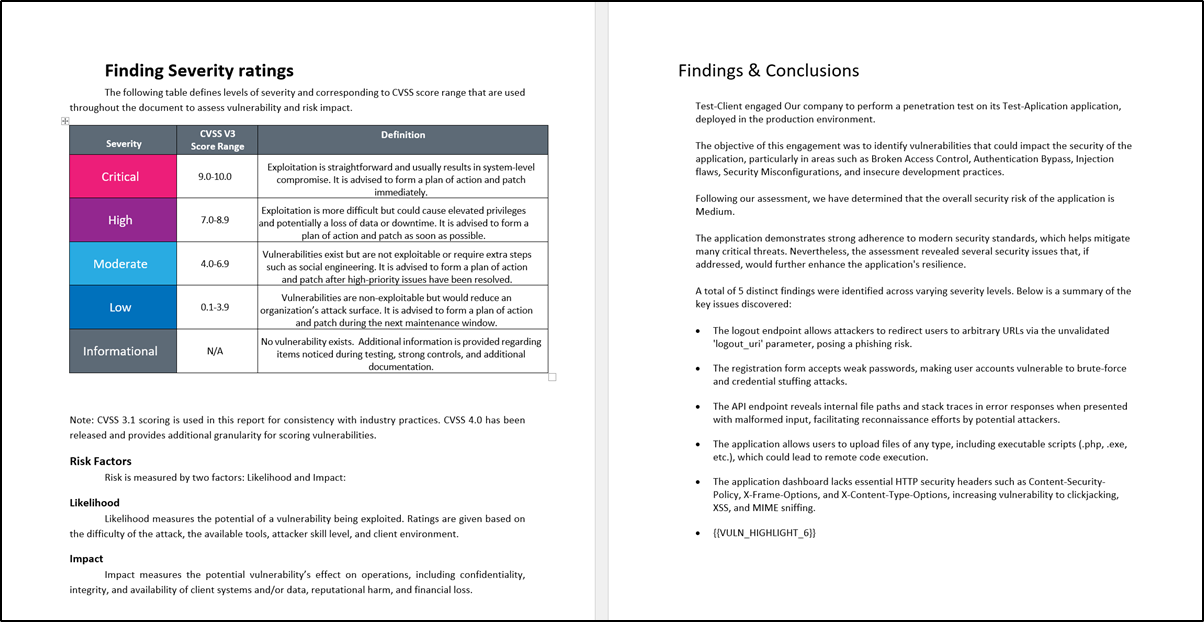 Finding Severity ratings
The following table defines levels of severity and corresponding to CVSS score range that are used
throughout the document to assess vulnerability and risk impact.
Severity
CVSS V3
Score Range
Definition
Critical
9.0-10.0
Exploitation is straightforward and usually results in system-level
compromise. It is advised to form a plan of action and patch
immediately.
High
7.0-8.9
Exploitation is more difficult but could cause elevated privileges
and potentially a loss of data or downtime. It is advised to form a
plan of action and patch as soon as possible.
Moderate
4.0-6.9
Vulnerabilities exist but are not exploitable or require extra steps
such as social engineering. It is advised to form a plan of action
and patch after high-priority issues have been resolved.
Low
0.1-3.9
Vulnerabilities are non-exploitable but would reduce an
organization's attack surface. It is advised to form a plan of action
and patch during the next maintenance window.
Informational
N/A
No vulnerability exists.  Additional information is provided regarding
items noticed during testing, strong controls, and additional
documentation.
Note: CVSS 3.1 scoring is used in this report for consistency with industry practices. CVSS 4.0 has been
released and provides additional granularity for scoring vulnerabilities.
Risk Factors
Risk is measured by two factors: Likelihood and Impact:
Likelihood
Likelihood measures the potential of a vulnerability being exploited. Ratings are given based on
the difficulty of the attack, the available tools, attacker skill level, and client environment.
Impact
Impact measures the potential vulnerability's effect on operations, including confidentiality,
integrity, and availability of client systems and/or data, reputational harm, and financial loss.
Findings & Conclusions
Test-Client engaged Our company to perform a penetration test on its Test-Aplication application,
deployed in the production environment.
The objective of this engagement was to identify vulnerabilities that could impact the security of the
application, particularly in areas such as Broken Access Control, Authentication Bypass, Injection
flaws, Security Misconfigurations, and insecure development practices.
Following our assessment, we have determined that the overall security risk of the application is
Medium.
The application demonstrates strong adherence to modern security standards, which helps mitigate
many critical threats. Nevertheless, the assessment revealed several security issues that, if
addressed, would further enhance the application's resilience.
A total of 5 distinct findings were identified across varying severity levels. Below is a summary of the
key issues discovered:
• The logout endpoint allows attackers to redirect users to arbitrary URLs via the unvalidated
'logout_uri' parameter, posing a phishing risk.
• The registration form accepts weak passwords, making user accounts vulnerable to brute-force
and credential stuffing attacks.
• The API endpoint reveals internal file paths and stack traces in error responses when presented
with malformed input, facilitating reconnaissance efforts by potential attackers.
• The application allows users to upload files of any type, including executable scripts (.php, .exe,
etc.), which could lead to remote code execution.
• The application dashboard lacks essential HTTP security headers such as Content-Security-
Policy, X-Frame-Options, and X-Content-Type-Options, increasing vulnerability to clickjacking,
XSS, and MIME sniffing.
• {{VULN_HIGHLIGHT_6}}